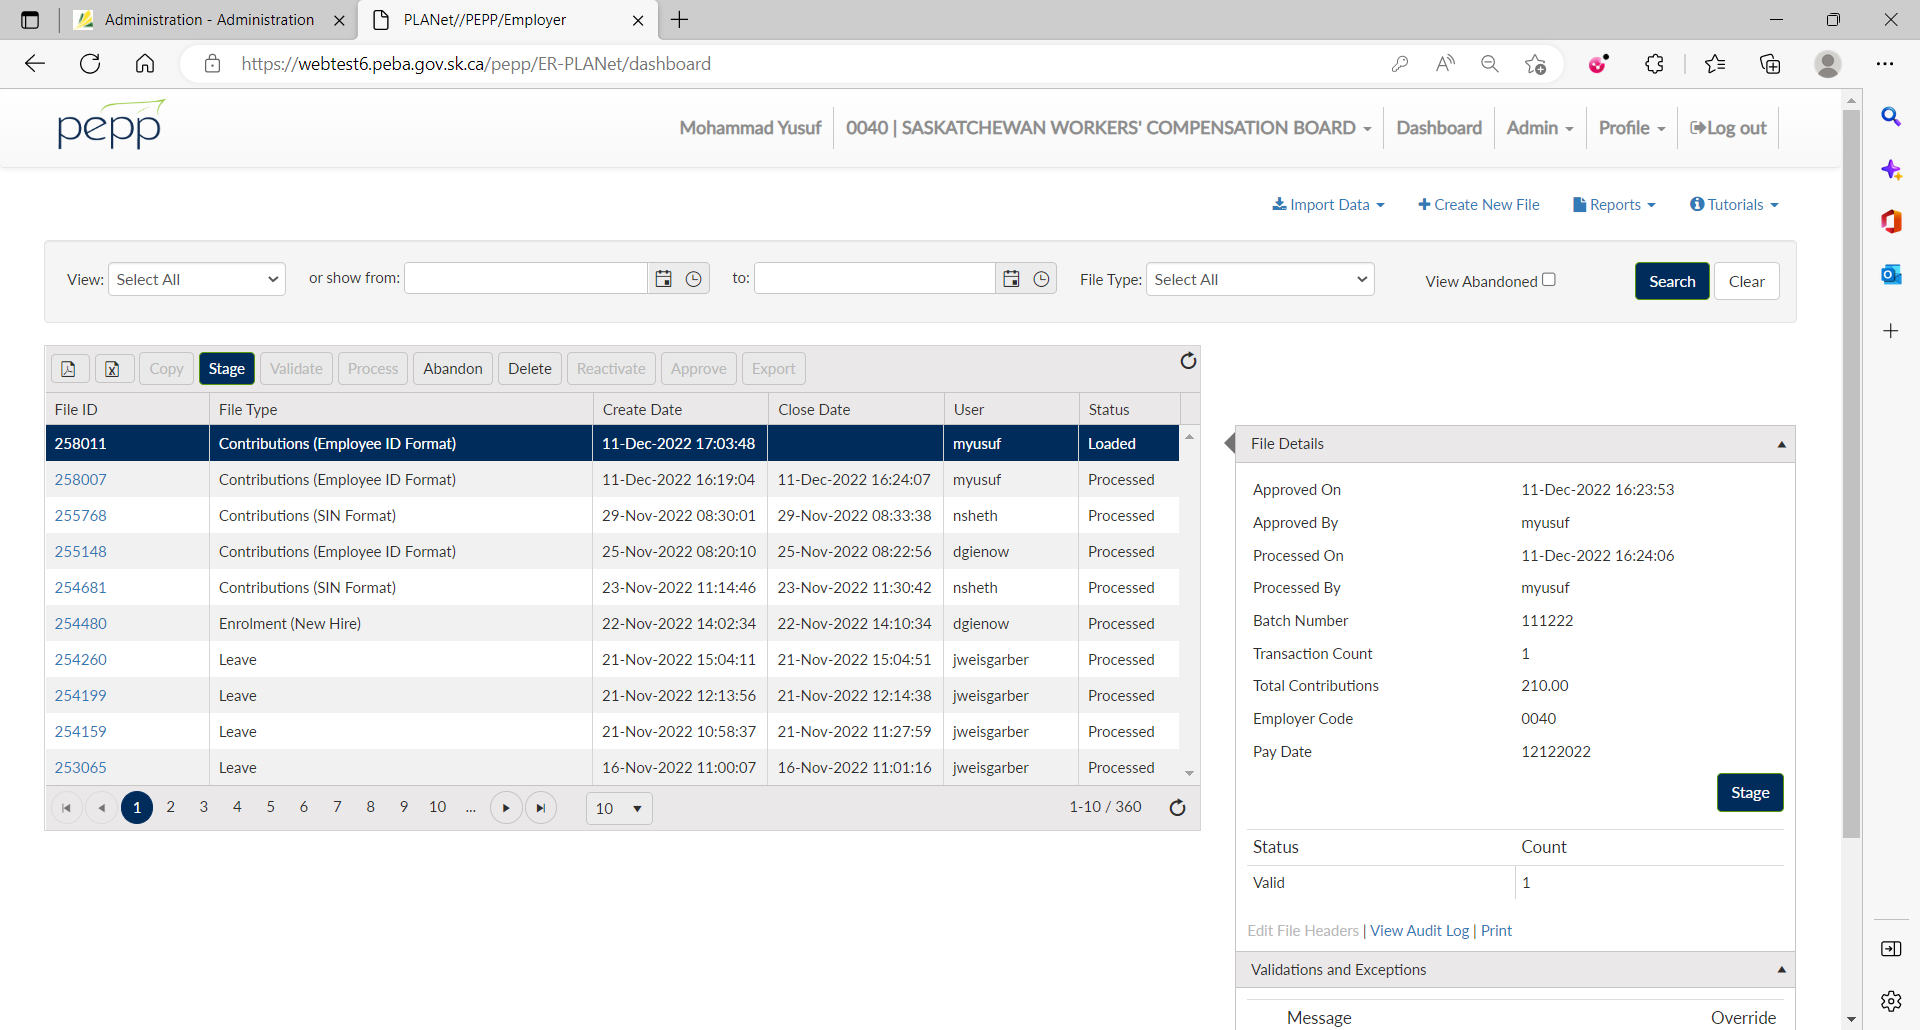 Administration - Administration
PLANet//PEPP/Employer
https://webtest6.peba.gov.sk.ca/pepp/ER-PLANet/dashboard
pepp
Mohammad Yusuf
0040 | SASKATCHEWAN WORKERS' COMPENSATION BOARD
Dashboard
Admin
Profile
Log out
Import Data
Create New File
Reports
Tutorials
View: Select All or show from: to: File Type: Select All View Abandoned Search Clear
Copy Stage Validate Process Abandon Delete Reactivate Approve Export
File ID File Type Create Date Close Date User Status
258011 Contributions (Employee ID Format) 11-Dec-2022 17:03:48 myusuf Loaded
258007 Contributions (Employee ID Format) 11-Dec-2022 16:19:04 11-Dec-2022 16:24:07 myusuf Processed
255768 Contributions (SIN Format) 29-Nov-2022 08:30:01 29-Nov-2022 08:33:38 nsheth Processed
255148 Contributions (Employee ID Format) 25-Nov-2022 08:20:10 25-Nov-2022 08:22:56 dgienow Processed
254681 Contributions (SIN Format) 23-Nov-2022 11:14:46 23-Nov-2022 11:30:42 nsheth Processed
254480 Enrolment (New Hire) 22-Nov-2022 14:02:34 22-Nov-2022 14:10:34 dgienow Processed
254260 Leave 21-Nov-2022 15:04:11 21-Nov-2022 15:04:51 jweisgarber Processed
254199 Leave 21-Nov-2022 12:13:56 21-Nov-2022 12:14:38 jweisgarber Processed
254159 Leave 21-Nov-2022 10:58:37 21-Nov-2022 11:27:59 jweisgarber Processed
253065 Leave 16-Nov-2022 11:00:07 16-Nov-2022 11:01:16 jweisgarber Processed
1 2 3 4 5 6 7 8 9 10 ... 10 1-10 / 360
File Details
Approved On 11-Dec-2022 16:23:53
Approved By myusuf
Processed On 11-Dec-2022 16:24:06
Processed By myusuf
Batch Number 111222
Transaction Count 1
Total Contributions 210.00
Employer Code 0040
Pay Date 12122022
Stage
Status Count
Valid 1
Edit File Headers | View Audit Log | Print
Validations and Exceptions
Message Override